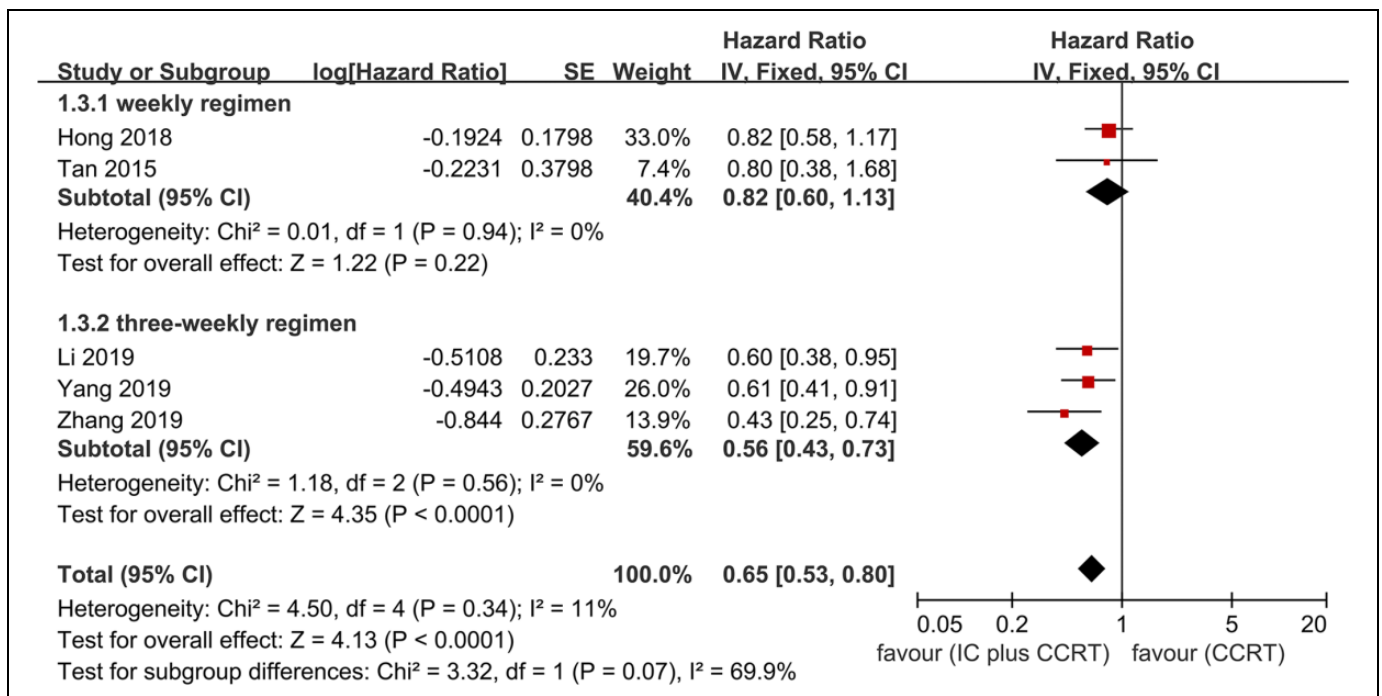 Hazard Ratio Hazard Ratio
Study or Subgroup log[Hazard Ratio] SE Weight IV, Fixed, 95% CI IV, Fixed, 95% CI
1.3.1 weekly regimen
Hong 2018 -0.1924 0.1798 33.0% 0.82 [0.58, 1.17]
Tan 2015 -0.2231 0.3798 7.4% 0.80 [0.38, 1.68]
Subtotal (95% CI) 40.4% 0.82 [0.60, 1.13]
Heterogeneity: Chi² = 0.01, df = 1 (P = 0.94); I² = 0%
Test for overall effect: Z = 1.22 (P = 0.22)
1.3.2 three-weekly regimen
Li 2019 -0.5108 0.233 19.7% 0.60 [0.38, 0.95]
Yang 2019 -0.4943 0.2027 26.0% 0.61 [0.41, 0.91]
Zhang 2019 -0.844 0.2767 13.9% 0.43 [0.25, 0.74]
Subtotal (95% CI) 59.6% 0.56 [0.43, 0.73]
Heterogeneity: Chi² = 1.18, df = 2 (P = 0.56); I² = 0%
Test for overall effect: Z = 4.35 (P < 0.0001)
Total (95% CI) 100.0% 0.65 [0.53, 0.80]
Heterogeneity: Chi² = 4.50, df = 4 (P = 0.34); I² = 11%
Test for overall effect: Z = 4.13 (P < 0.0001)
Test for subgroup differences: Chi² = 3.32, df = 1 (P = 0.07), I² = 69.9%
0.05 0.2 1 5 20
favour (IC plus CCRT) favour (CCRT)